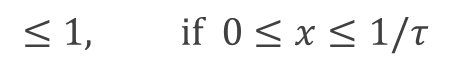 ≤ 1, if 0 ≤ x ≤ 1/τ